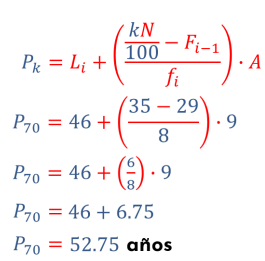 P_k = L_i + ( (kN/100 − F_{i−1}) / f_i ) · A
P_70 = 46 + ( (35 − 29) / 8 ) · 9
P_70 = 46 + (6/8) · 9
P_70 = 46 + 6.75
P_70 = 52.75 años